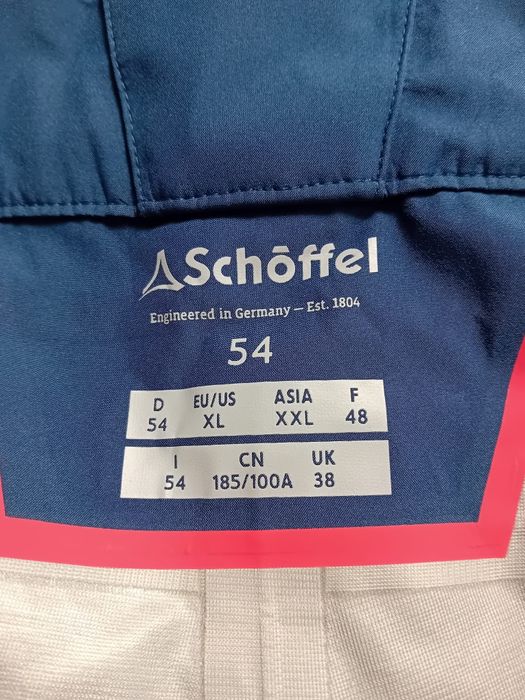 Schöffel
Engineered in Germany – Est. 1804
54
D EU/US ASIA F
54 XL XXL 48
I CN UK
54 185/100A 38